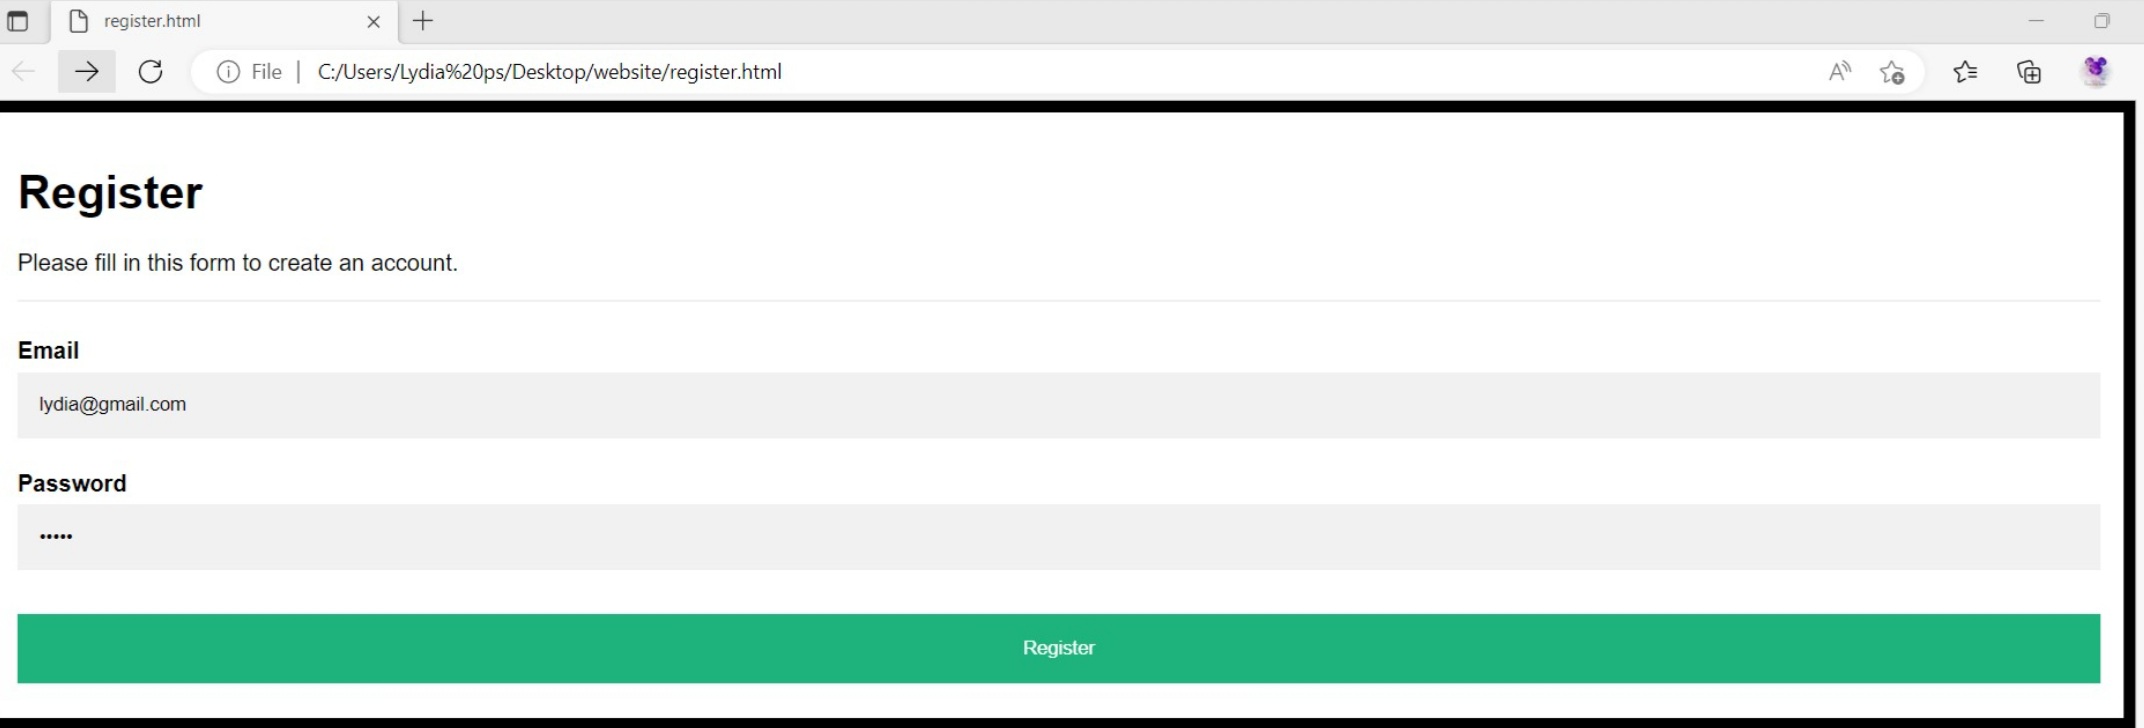 register.html
File | C:/Users/Lydia%20ps/Desktop/website/register.html
Register
Please fill in this form to create an account.
Email
lydia@gmail.com
Password
•••••
Register